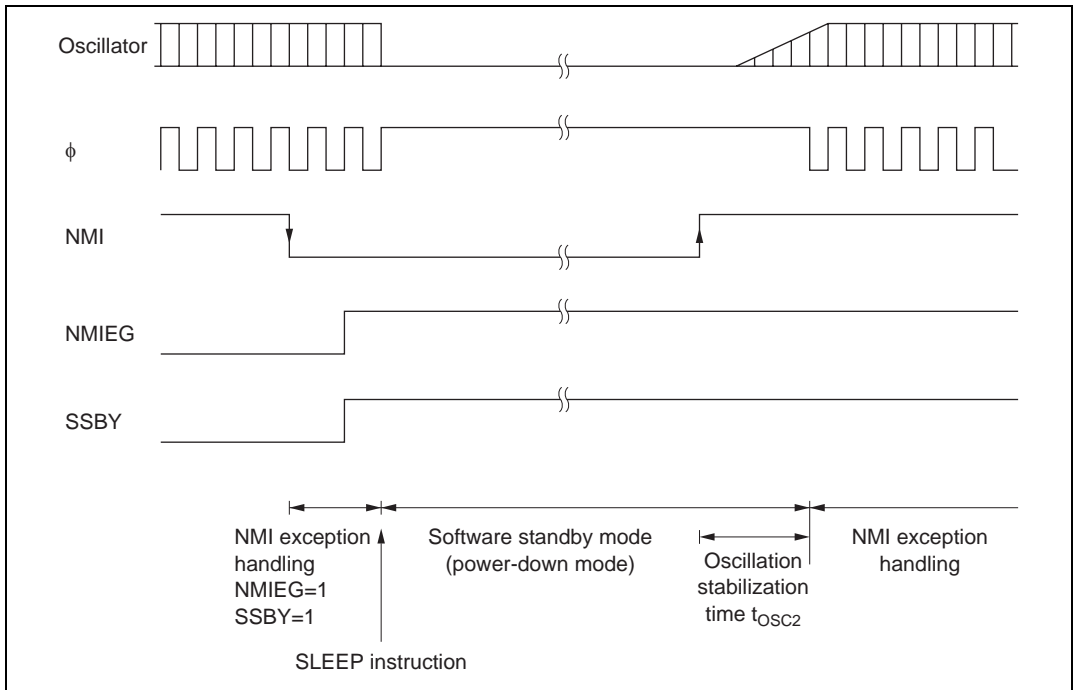 Oscillator
φ
NMI
NMIEG
SSBY
NMI exception
handling
NMIEG=1
SSBY=1
Software standby mode
(power-down mode)
Oscillation
stabilization
time tOSC2
NMI exception
handling
SLEEP instruction